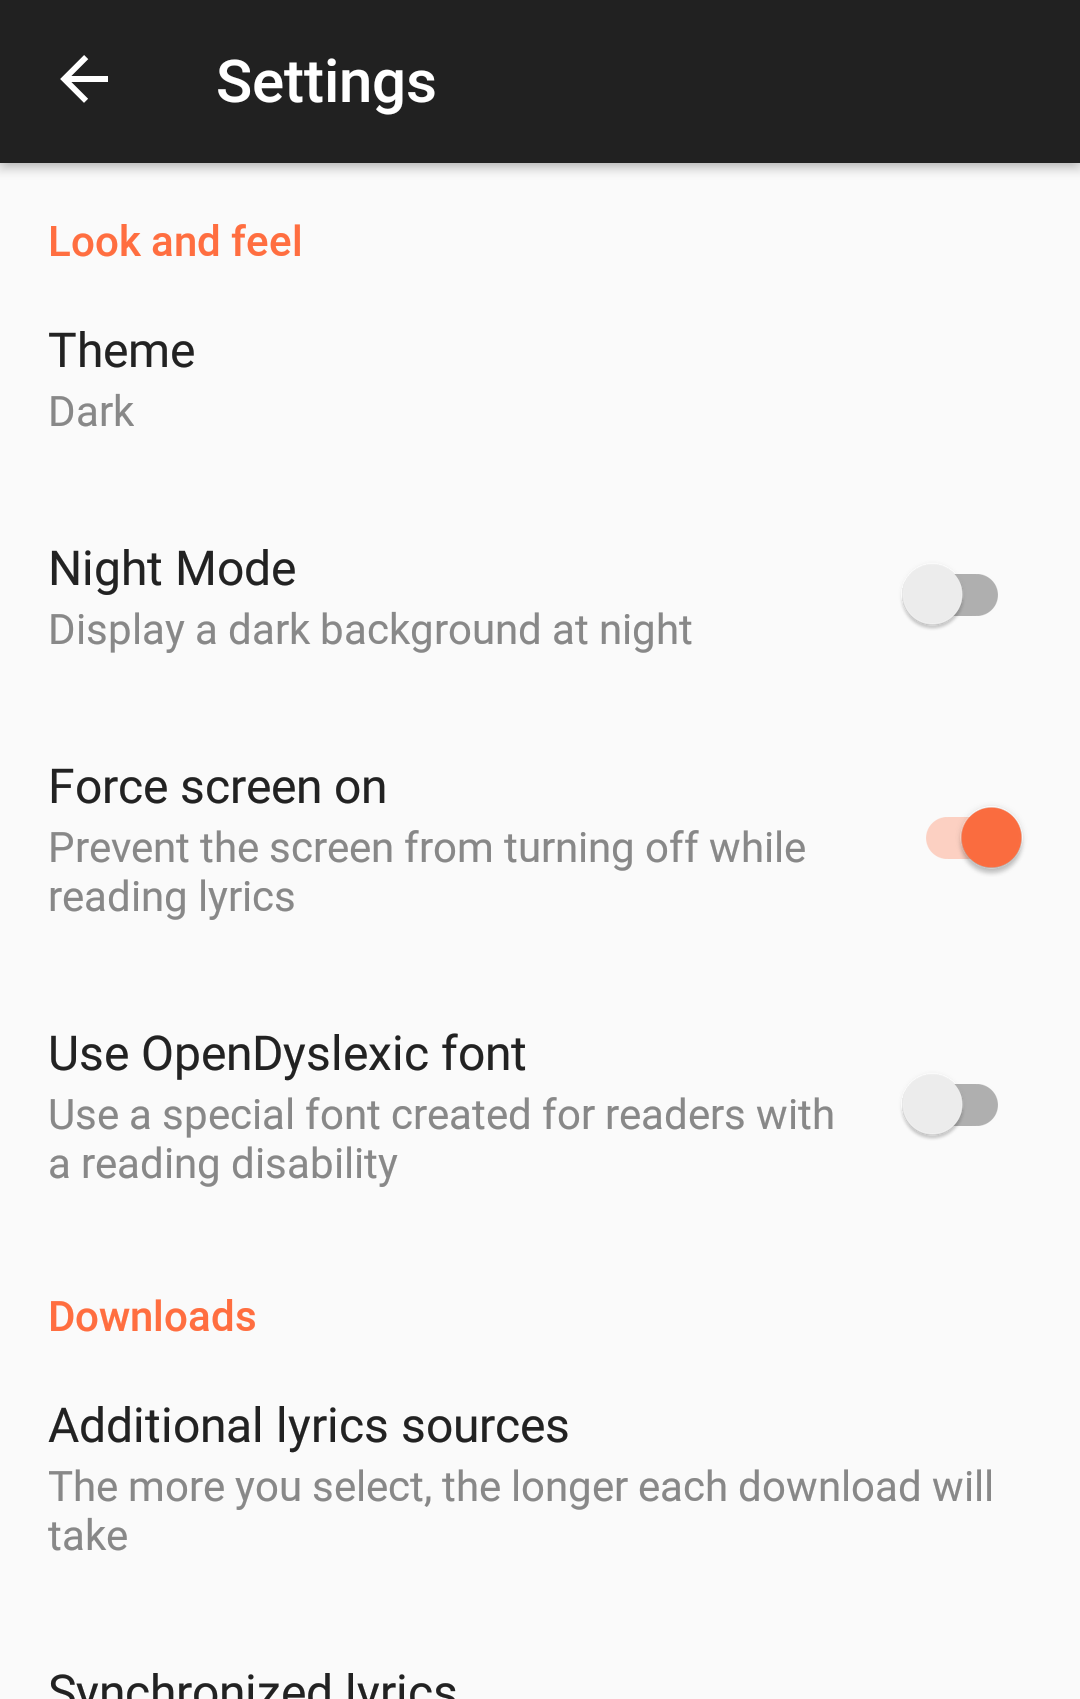 Settings
Look and feel
Theme
Dark
Night Mode
Display a dark background at night
Force screen on
Prevent the screen from turning off while
reading lyrics
Use OpenDyslexic font
Use a special font created for readers with
a reading disability
Downloads
Additional lyrics sources
The more you select, the longer each download will
take
Synchronized lyrics